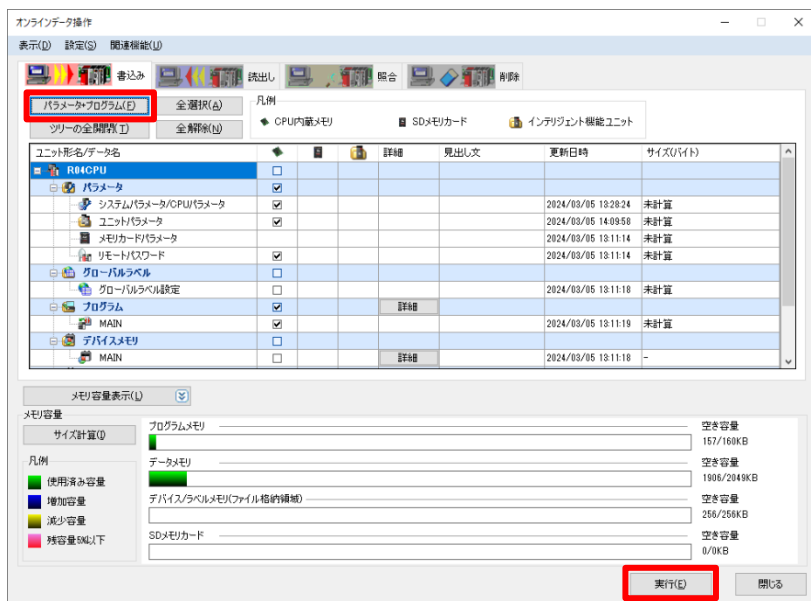 オンラインデータ操作
表示(D) 設定(S) 関連機能(U)
書込み 読出し 照合 削除
パラメータ+プログラム(F) 全選択(A) 凡例
ツリーの全開閉(T) 全解除(N) CPU内蔵メモリ SDメモリカード インテリジェント機能ユニット
ユニット形名/データ名 詳細 見出し文 更新日時 サイズ(バイト)
R04CPU
パラメータ
システムパラメータ/CPUパラメータ 2024/03/05 13:28:24 未計算
ユニットパラメータ 2024/03/05 14:09:58 未計算
メモリカードパラメータ 2024/03/05 13:11:14 未計算
リモートパスワード 2024/03/05 13:11:14 未計算
グローバルラベル
グローバルラベル設定 2024/03/05 13:11:18 未計算
プログラム 詳細
MAIN 2024/03/05 13:11:19 未計算
デバイスメモリ
MAIN 詳細 2024/03/05 13:11:18 -
メモリ容量表示(L)
メモリ容量
サイズ計算(I) プログラムメモリ 空き容量
157/160KB
凡例 データメモリ 空き容量
使用済み容量 1906/2049KB
増加容量 デバイス/ラベルメモリ(ファイル格納領域) 空き容量
減少容量 256/256KB
残容量5%以下 SDメモリカード 空き容量
0/0KB
実行(E) 閉じる